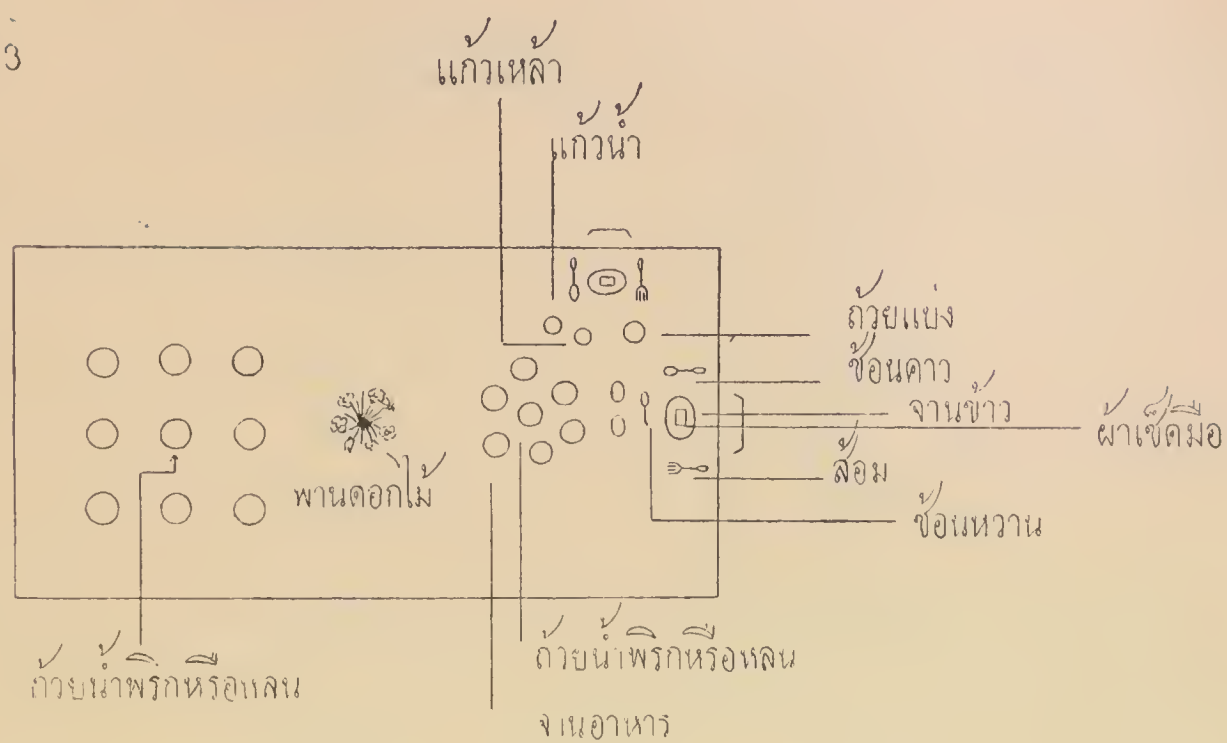 3
แก้วเหล้า
แก้วน้ำ
ถ้วยแบ่ง
ช้อนคาว
จานข้าว
ผ้าเช็ดมือ
ล้อม
ช้อนหวาน
พานดอกไม้
ถ้วยน้ำพริกหรือหลน
ถ้วยน้ำพริกหรือหลน
จานอาหาร